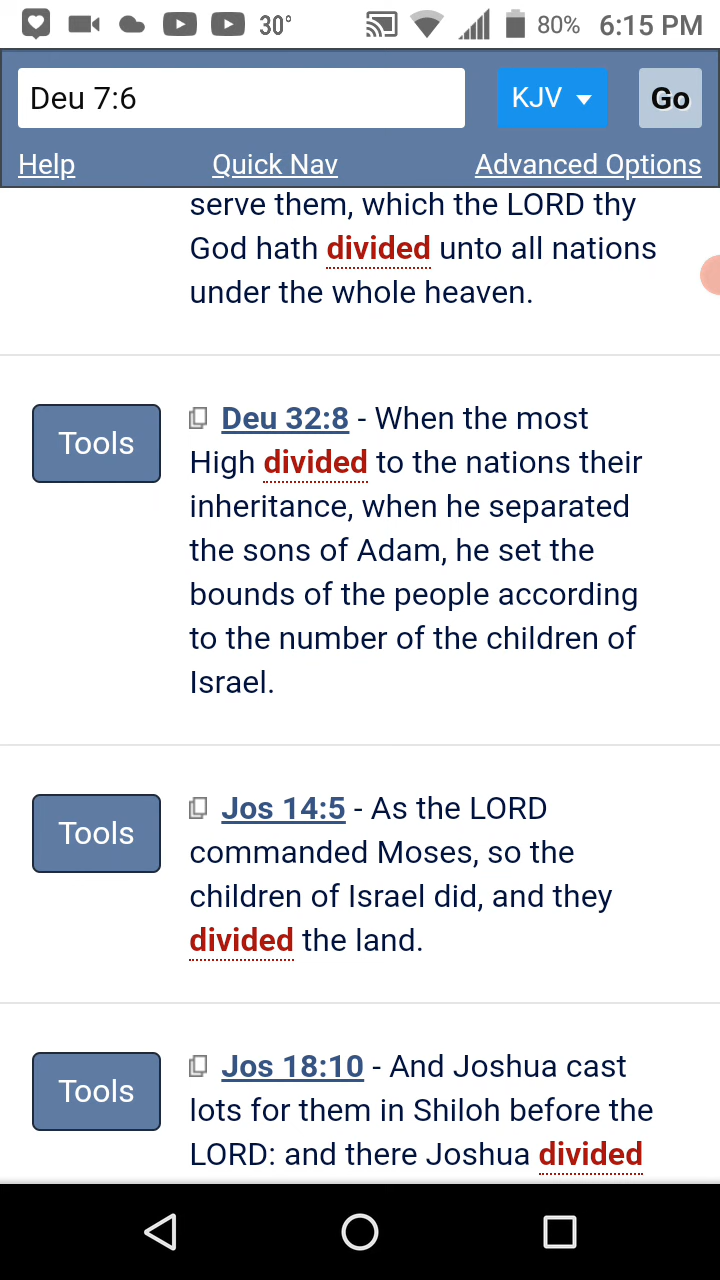 30° 80% 6:15 PM
Deu 7:6 KJV Go
Help Quick Nav Advanced Options
serve them, which the LORD thy
God hath divided unto all nations
under the whole heaven.
Tools
Deu 32:8 - When the most
High divided to the nations their
inheritance, when he separated
the sons of Adam, he set the
bounds of the people according
to the number of the children of
Israel.
Tools
Jos 14:5 - As the LORD
commanded Moses, so the
children of Israel did, and they
divided the land.
Tools
Jos 18:10 - And Joshua cast
lots for them in Shiloh before the
LORD: and there Joshua divided